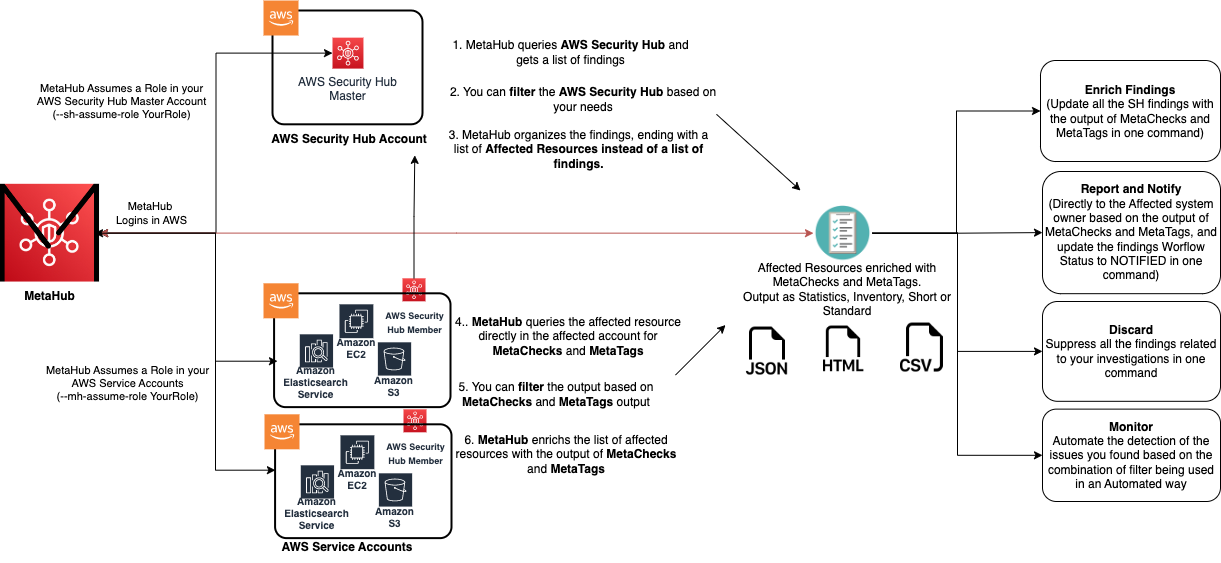 aws
AWS Security Hub
Master
AWS Security Hub Account
MetaHub Assumes a Role in your
AWS Security Hub Master Account
(--sh-assume-role YourRole)
1. MetaHub queries AWS Security Hub and
gets a list of findings
2. You can filter the AWS Security Hub based on
your needs
3. MetaHub organizes the findings, ending with a
list of Affected Resources instead of a list of
findings.
MetaHub
Logins in AWS
MetaHub
MetaHub Assumes a Role in your
AWS Service Accounts
(--mh-assume-role YourRole)
aws
AWS Security
Hub Member
Amazon
EC2
Amazon
Elasticsearch
Service
Amazon
S3
aws
AWS Security
Hub Member
Amazon
EC2
Amazon
Elasticsearch
Service
Amazon
S3
AWS Service Accounts
4.. MetaHub queries the affected resource
directly in the affected account for
MetaChecks and MetaTags
5. You can filter the output based on
MetaChecks and MetaTags output
6. MetaHub enrichs the list of affected
resources with the output of MetaChecks
and MetaTags
Affected Resources enriched with
MetaChecks and MetaTags.
Output as Statistics, Inventory, Short or
Standard
JSON
HTML
CSV
Enrich Findings
(Update all the SH findings with
the output of MetaChecks and
MetaTags in one command)
Report and Notify
(Directly to the Affected system
owner based on the output of
MetaChecks and MetaTags, and
update the findings Worflow
Status to NOTIFIED in one
command)
Discard
Suppress all the findings related
to your investigations in one
command
Monitor
Automate the detection of the
issues you found based on the
combination of filter being used
in an Automated way